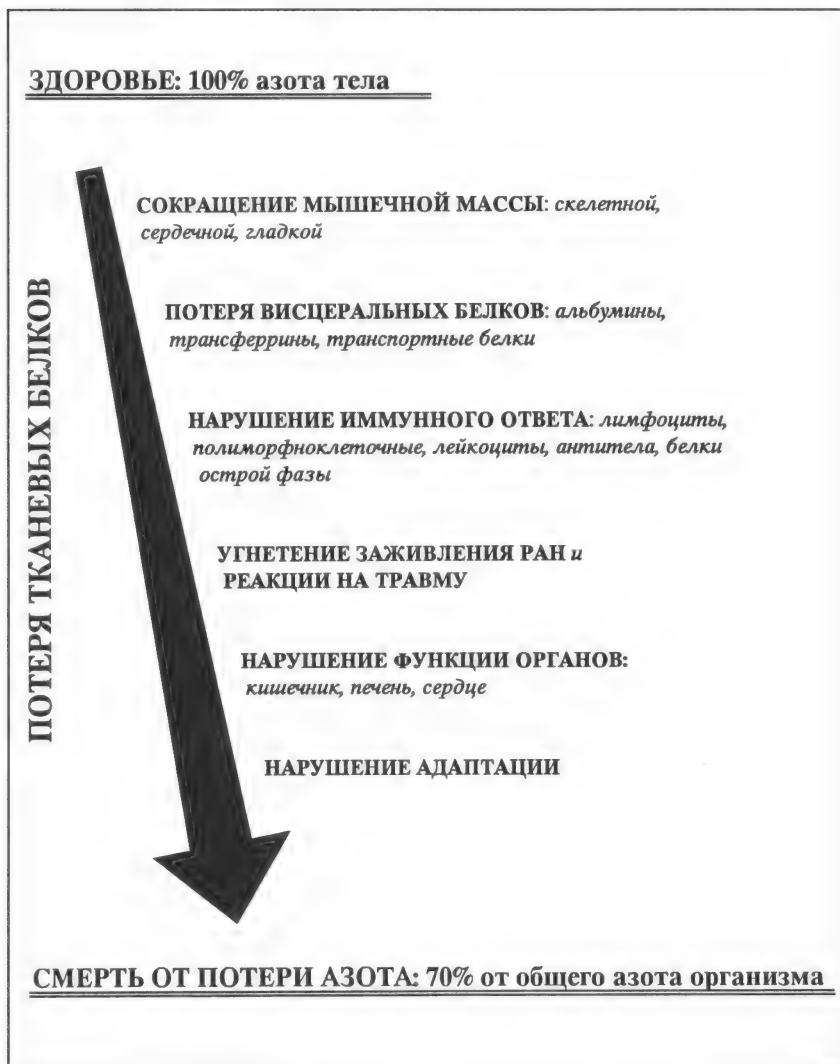 ЗДОРОВЬЕ: 100% азота тела
ПОТЕРЯ ТКАНЕВЫХ БЕЛКОВ
СОКРАЩЕНИЕ МЫШЕЧНОЙ МАССЫ: скелетной,
сердечной, гладкой
ПОТЕРЯ ВИСЦЕРАЛЬНЫХ БЕЛКОВ: альбумины,
трансферрины, транспортные белки
НАРУШЕНИЕ ИММУННОГО ОТВЕТА: лимфоциты,
полиморфноклеточные, лейкоциты, антитела, белки
острой фазы
УГНЕТЕНИЕ ЗАЖИВЛЕНИЯ РАН и
РЕАКЦИИ НА ТРАВМУ
НАРУШЕНИЕ ФУНКЦИИ ОРГАНОВ:
кишечник, печень, сердце
НАРУШЕНИЕ АДАПТАЦИИ
СМЕРТЬ ОТ ПОТЕРИ АЗОТА: 70% от общего азота организма